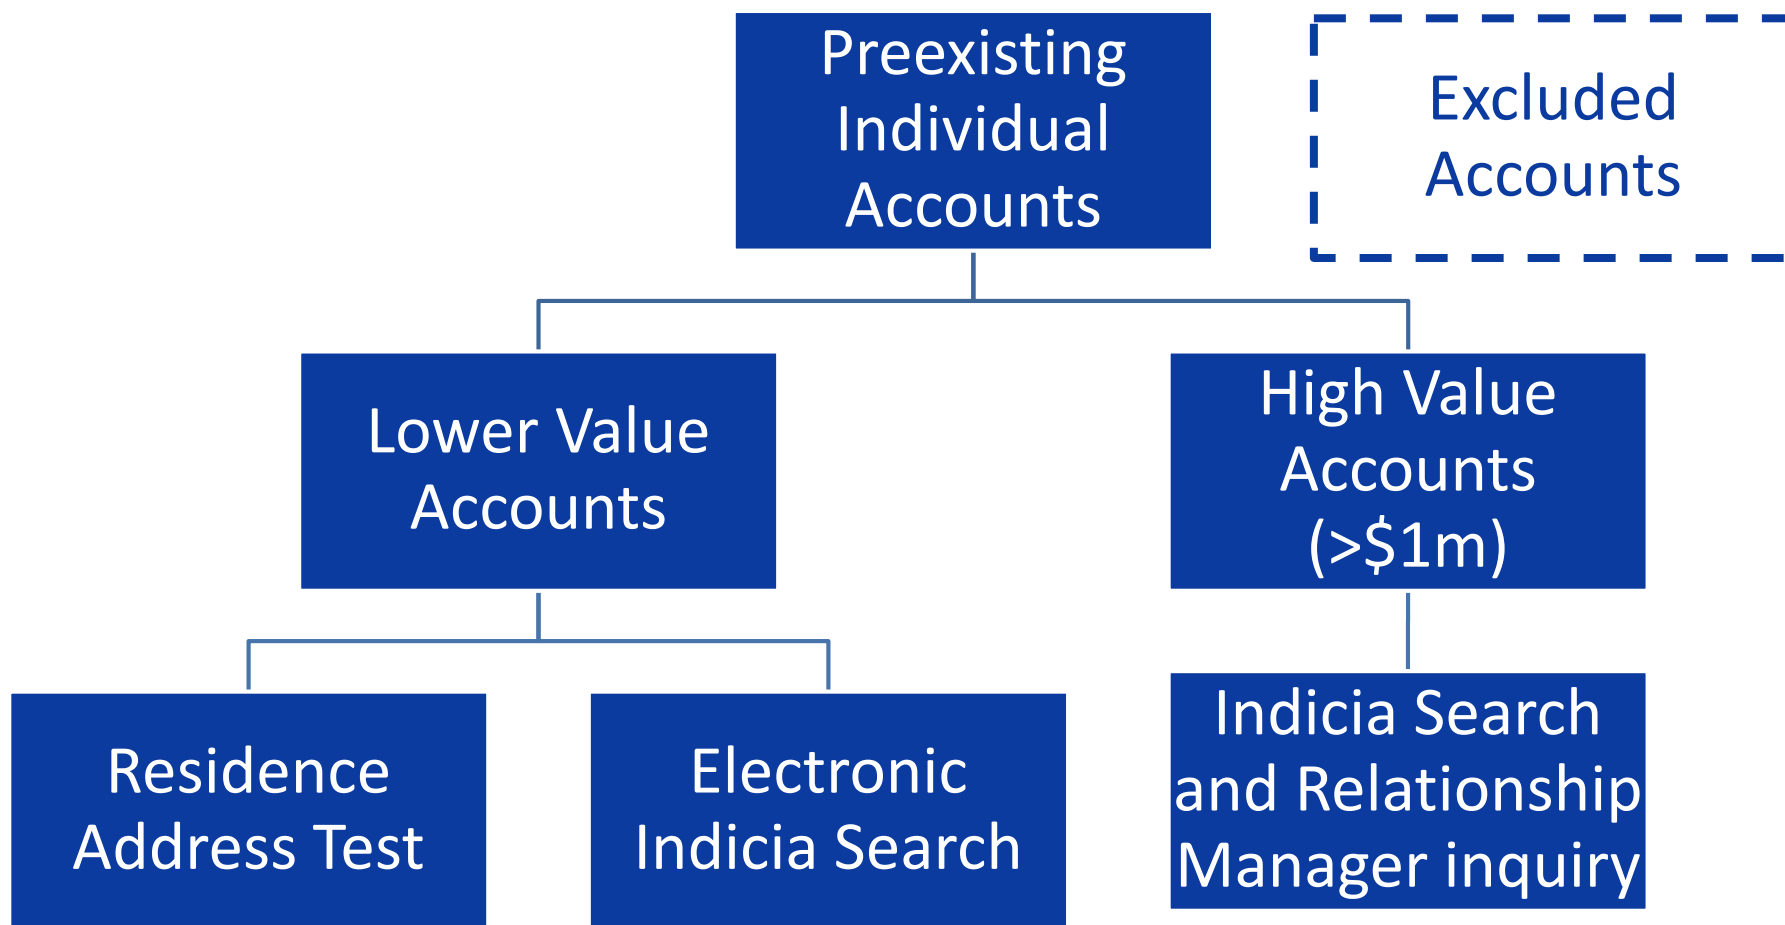 Preexisting
Individual
Accounts
Excluded
Accounts
Lower Value
Accounts
High Value
Accounts
(>$1m)
Residence
Address Test
Electronic
Indicia Search
Indicia Search
and Relationship
Manager inquiry